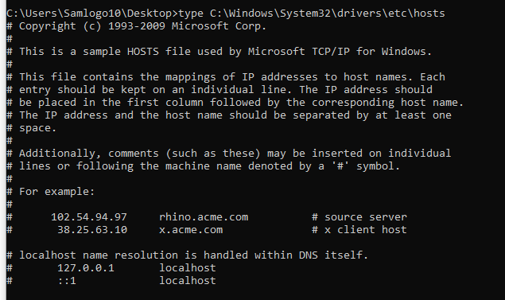 C:\Users\Samlogo10\Desktop>type C:\Windows\System32\drivers\etc\hosts
# Copyright (c) 1993-2009 Microsoft Corp.
#
# This is a sample HOSTS file used by Microsoft TCP/IP for Windows.
#
# This file contains the mappings of IP addresses to host names. Each
# entry should be kept on an individual line. The IP address should
# be placed in the first column followed by the corresponding host name.
# The IP address and the host name should be separated by at least one
# space.
#
# Additionally, comments (such as these) may be inserted on individual
# lines or following the machine name denoted by a '#' symbol.
#
# For example:
#
#      102.54.94.97     rhino.acme.com          # source server
#       38.25.63.10     x.acme.com              # x client host

# localhost name resolution is handled within DNS itself.
#       127.0.0.1       localhost
#       ::1             localhost